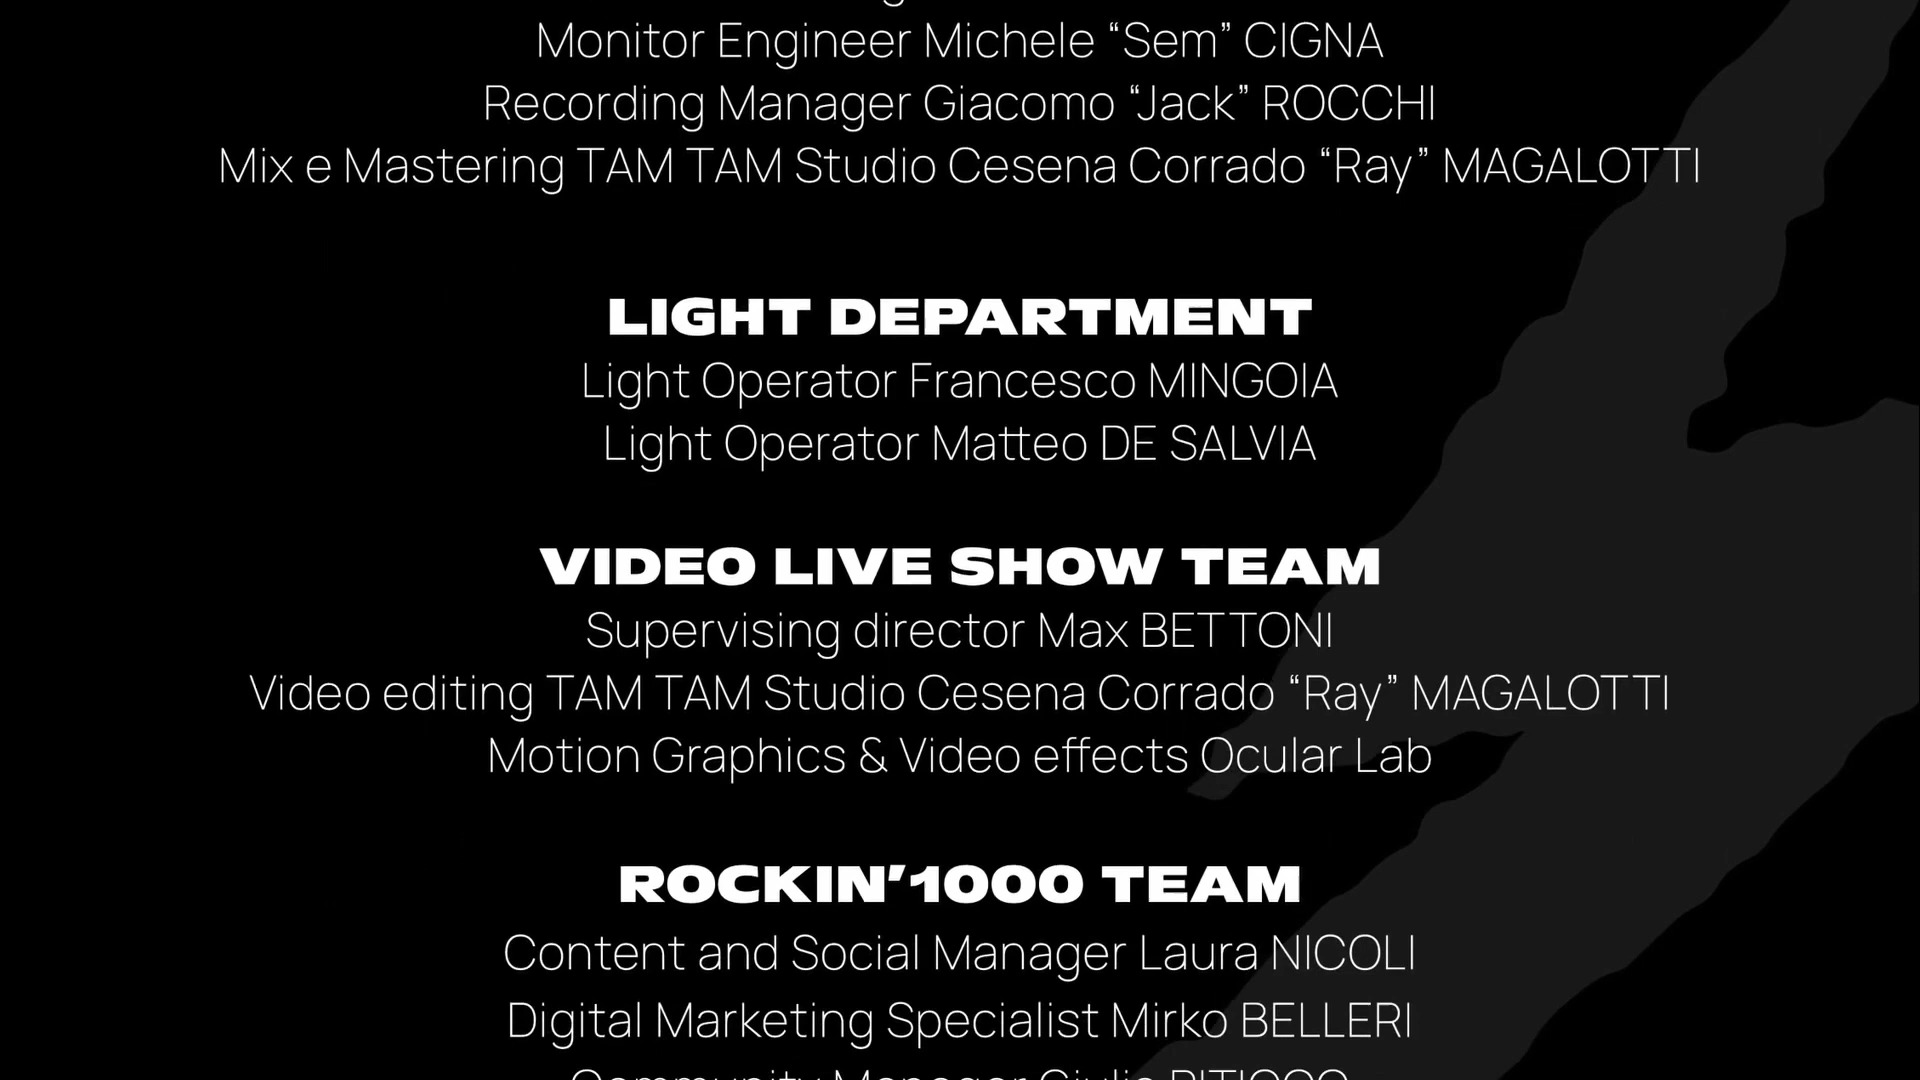 Monitor Engineer Michele “Sem” CIGNA
Recording Manager Giacomo “Jack” ROCCHI
Mix e Mastering TAM TAM Studio Cesena Corrado “Ray” MAGALOTTI
LIGHT DEPARTMENT
Light Operator Francesco MINGOIA
Light Operator Matteo DE SALVIA
VIDEO LIVE SHOW TEAM
Supervising director Max BETTONI
Video editing TAM TAM Studio Cesena Corrado “Ray” MAGALOTTI
Motion Graphics & Video effects Ocular Lab
ROCKIN’1000 TEAM
Content and Social Manager Laura NICOLI
Digital Marketing Specialist Mirko BELLERI
Community Manager